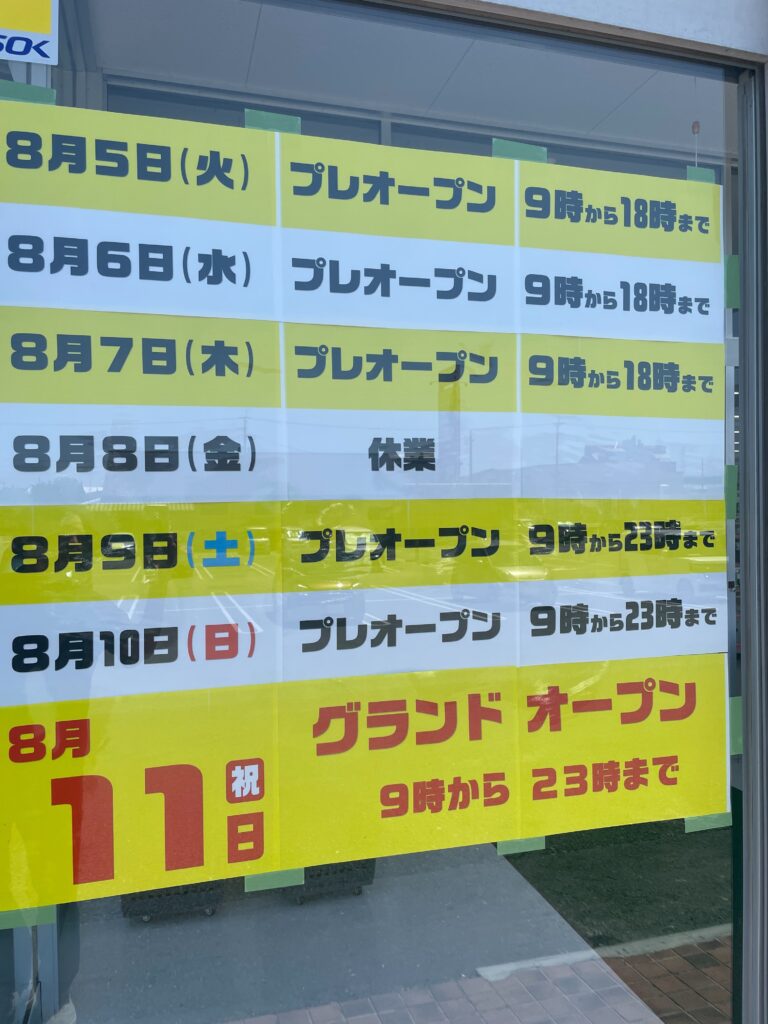 SOK
8月5日(火) プレオープン 9時から18時まで
8月6日(水) プレオープン 9時から18時まで
8月7日(木) プレオープン 9時から18時まで
8月8日(金) 休業
8月9日(土) プレオープン 9時から23時まで
8月10日(日) プレオープン 9時から23時まで
8月11日 祝 グランド オープン
9時から 23時まで